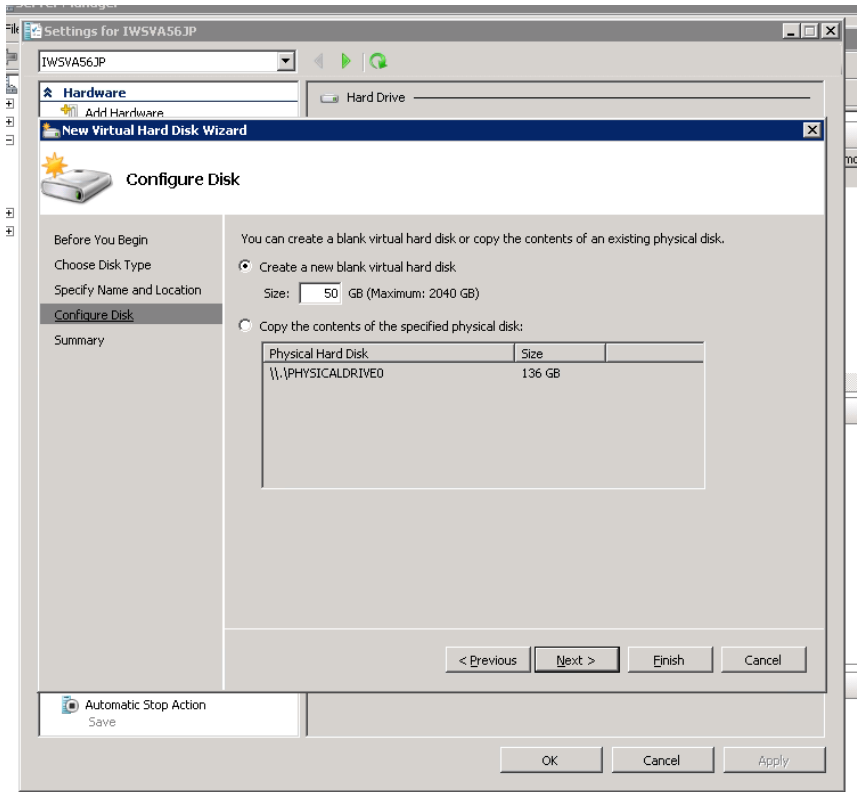 Server Manager
File
Settings for IWSVA56JP
IWSVA56JP
Hardware
Add Hardware
Hard Drive
New Virtual Hard Disk Wizard
Configure Disk
Before You Begin
Choose Disk Type
Specify Name and Location
Configure Disk
Summary
You can create a blank virtual hard disk or copy the contents of an existing physical disk.
Create a new blank virtual hard disk
Size: 50 GB (Maximum: 2040 GB)
Copy the contents of the specified physical disk:
Physical Hard Disk Size
\\.\PHYSICALDRIVE0 136 GB
< Previous Next > Finish Cancel
Automatic Stop Action
Save
OK Cancel Apply